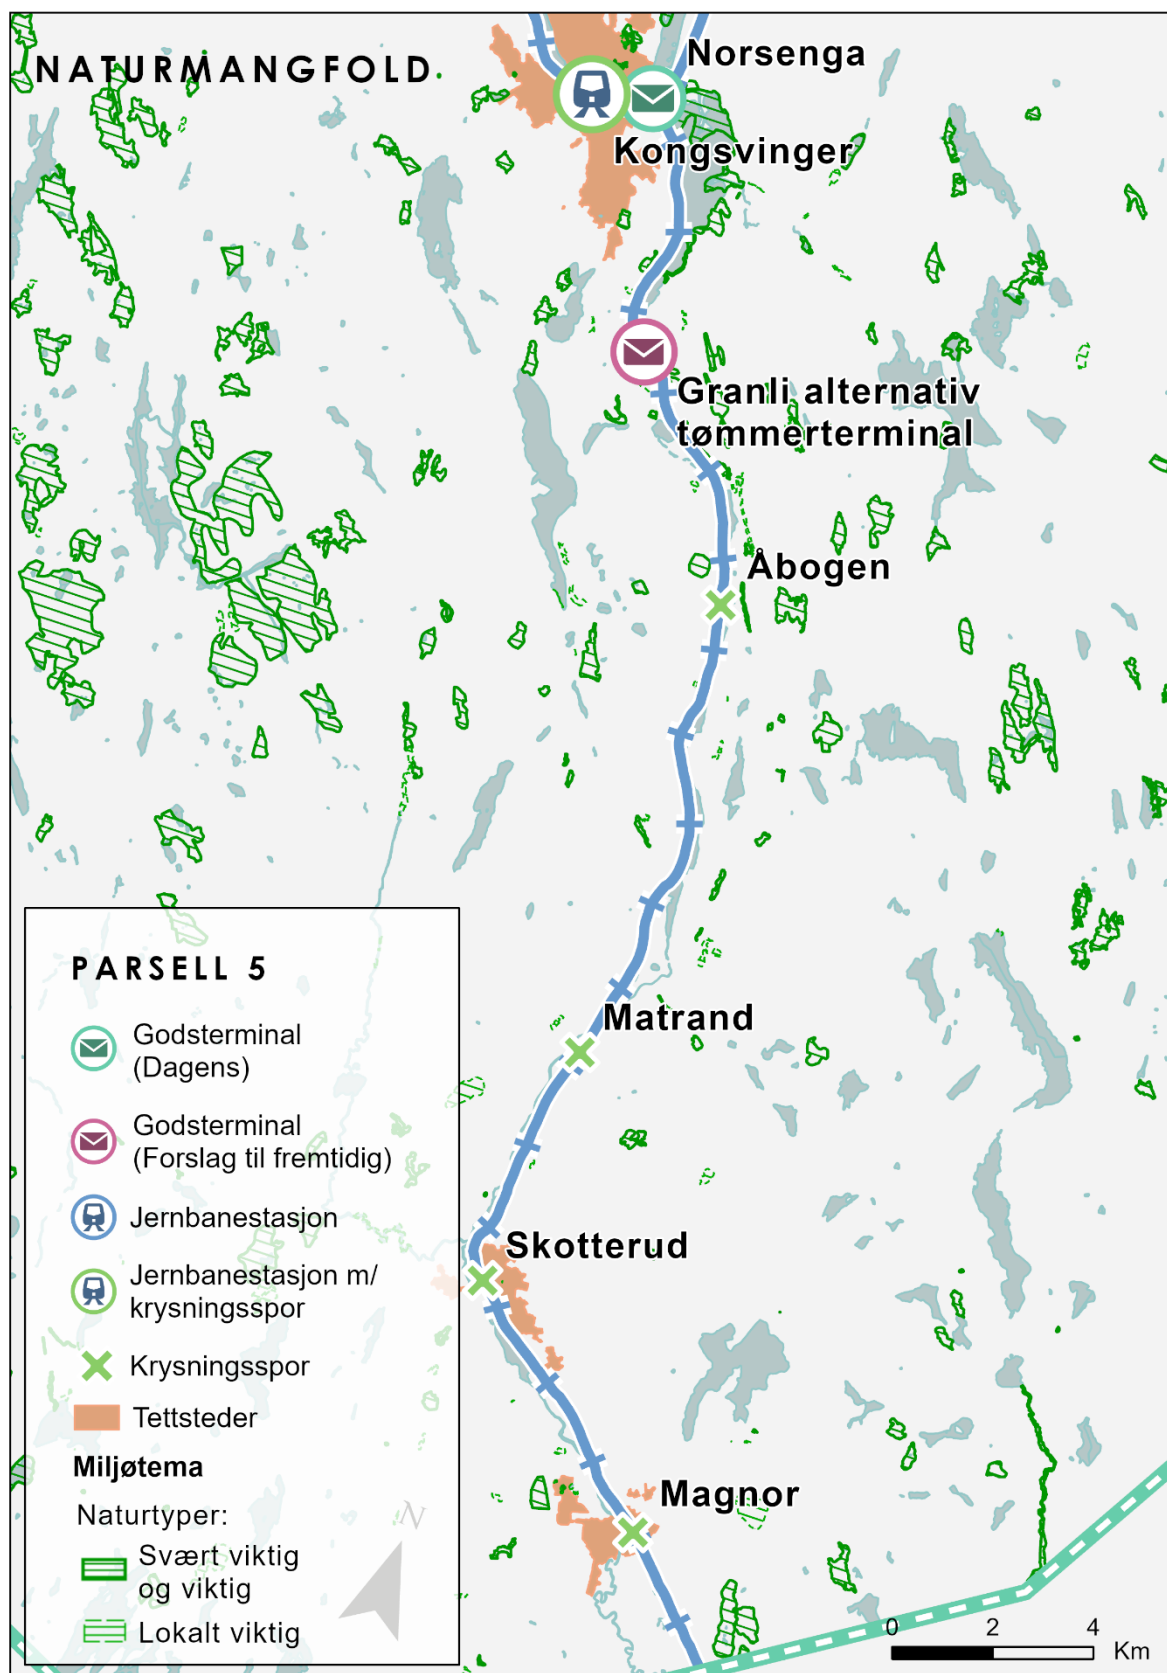 NATURMANGFOLD
Norsenga
Kongsvinger
Granli alternativ
tømmerterminal
Åbogen
Matrand
Skotterud
Magnor
PARSELL 5
Godsterminal
(Dagens)
Godsterminal
(Forslag til fremtidig)
Jernbanestasjon
Jernbanestasjon m/
krysningsspor
Krysningsspor
Tettsteder
Miljøtema
Naturtyper:
Svært viktig
og viktig
Lokalt viktig
N
0 2 4
Km